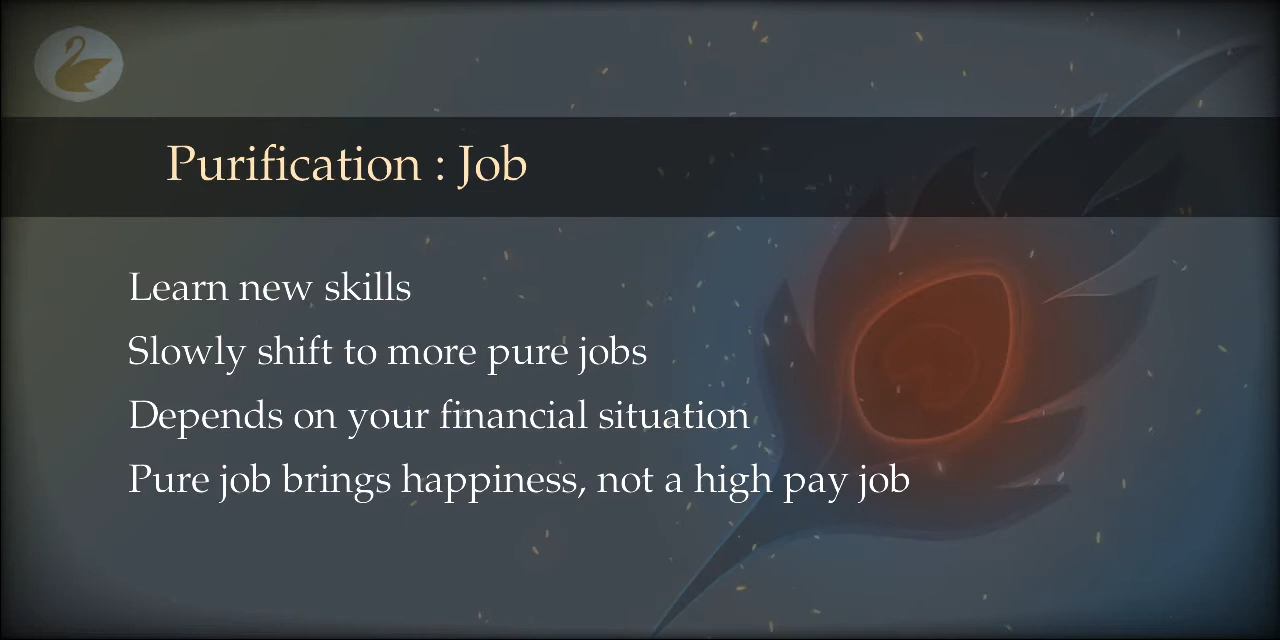 Purification : Job
Learn new skills
Slowly shift to more pure jobs
Depends on your financial situation
Pure job brings happiness, not a high pay job